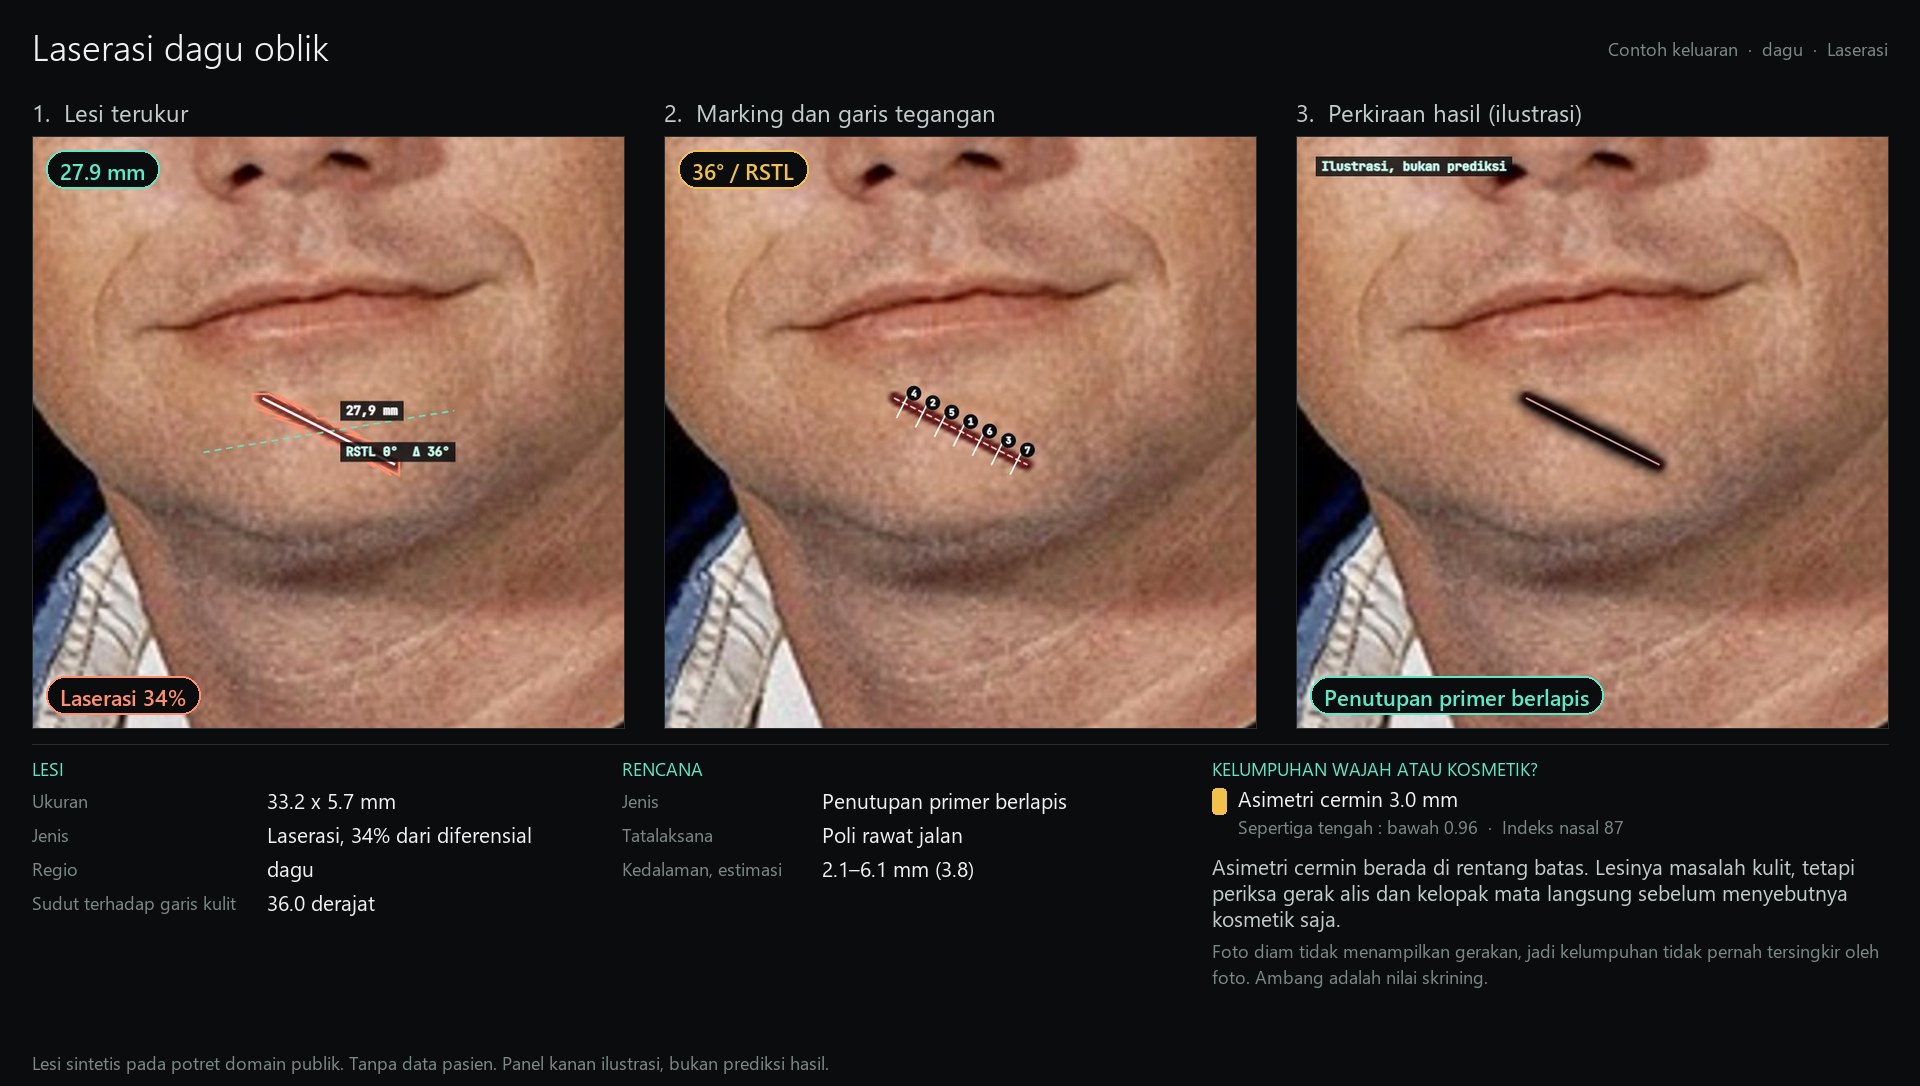 Laserasi dagu oblik
Contoh keluaran · dagu · Laserasi
1. Lesi terukur
27.9 mm
27,9 mm
RSTL 0° Δ 36°
Laserasi 34%
2. Marking dan garis tegangan
36° / RSTL
4 2 5 1 6 3 7
3. Perkiraan hasil (ilustrasi)
Ilustrasi, bukan prediksi
Penutupan primer berlapis
LESI
Ukuran 33.2 x 5.7 mm
Jenis Laserasi, 34% dari diferensial
Regio dagu
Sudut terhadap garis kulit 36.0 derajat
RENCANA
Jenis Penutupan primer berlapis
Tatalaksana Poli rawat jalan
Kedalaman, estimasi 2.1–6.1 mm (3.8)
KELUMPUHAN WAJAH ATAU KOSMETIK?
Asimetri cermin 3.0 mm
Sepertiga tengah : bawah 0.96 · Indeks nasal 87
Asimetri cermin berada di rentang batas. Lesinya masalah kulit, tetapi
periksa gerak alis dan kelopak mata langsung sebelum menyebutnya
kosmetik saja.
Foto diam tidak menampilkan gerakan, jadi kelumpuhan tidak pernah tersingkir oleh
foto. Ambang adalah nilai skrining.
Lesi sintetis pada potret domain publik. Tanpa data pasien. Panel kanan ilustrasi, bukan prediksi hasil.